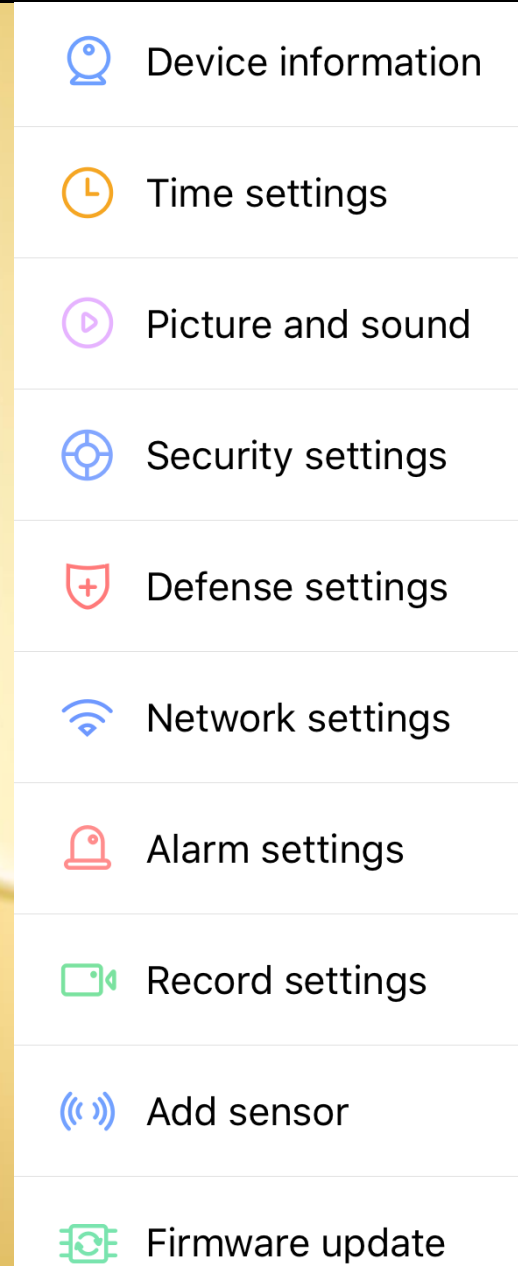 Device information
Time settings
Picture and sound
Security settings
Defense settings
Network settings
Alarm settings
Record settings
Add sensor
Firmware update